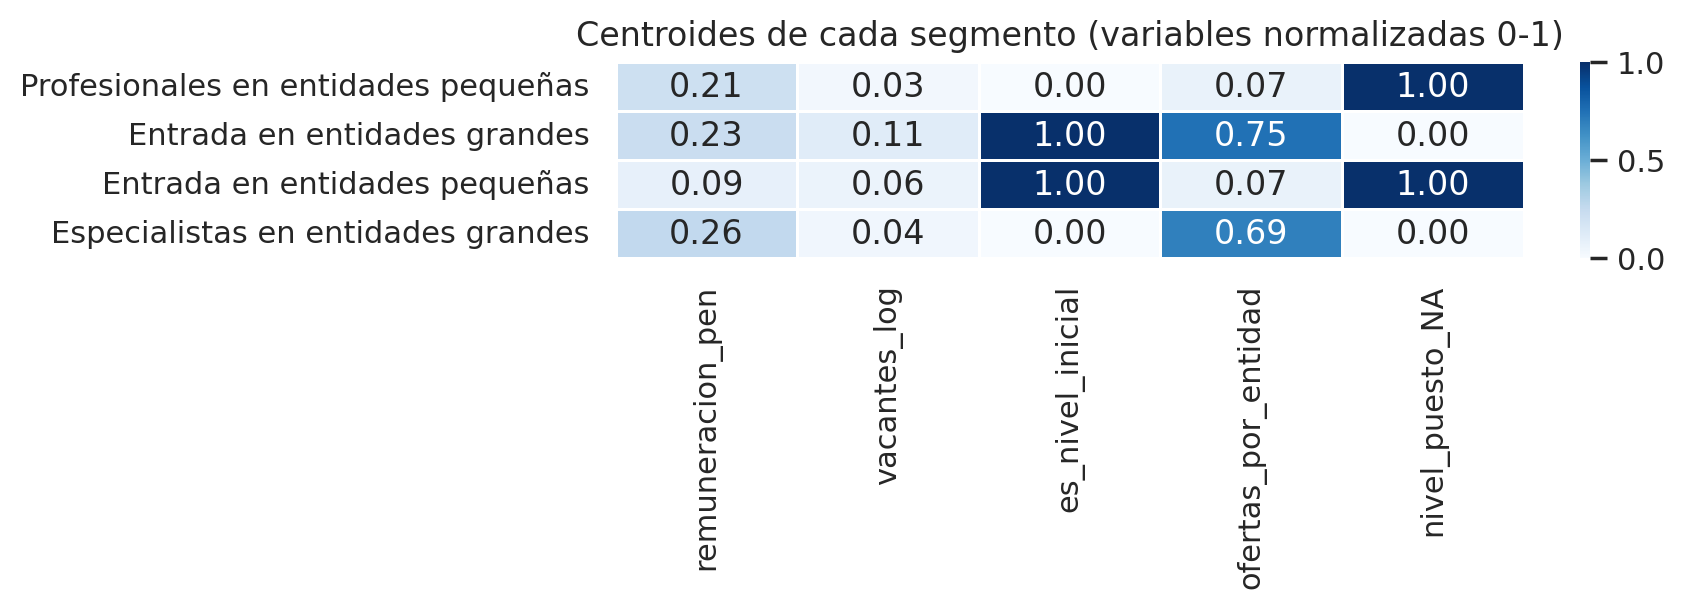 Centroides de cada segmento (variables normalizadas 0-1)
Profesionales en entidades pequeñas 0.21 0.03 0.00 0.07 1.00
Entrada en entidades grandes 0.23 0.11 1.00 0.75 0.00
Entrada en entidades pequeñas 0.09 0.06 1.00 0.07 1.00
Especialistas en entidades grandes 0.26 0.04 0.00 0.69 0.00
1.0
0.5
0.0
remuneracion_pen
vacantes_log
es_nivel_inicial
ofertas_por_entidad
nivel_puesto_NA